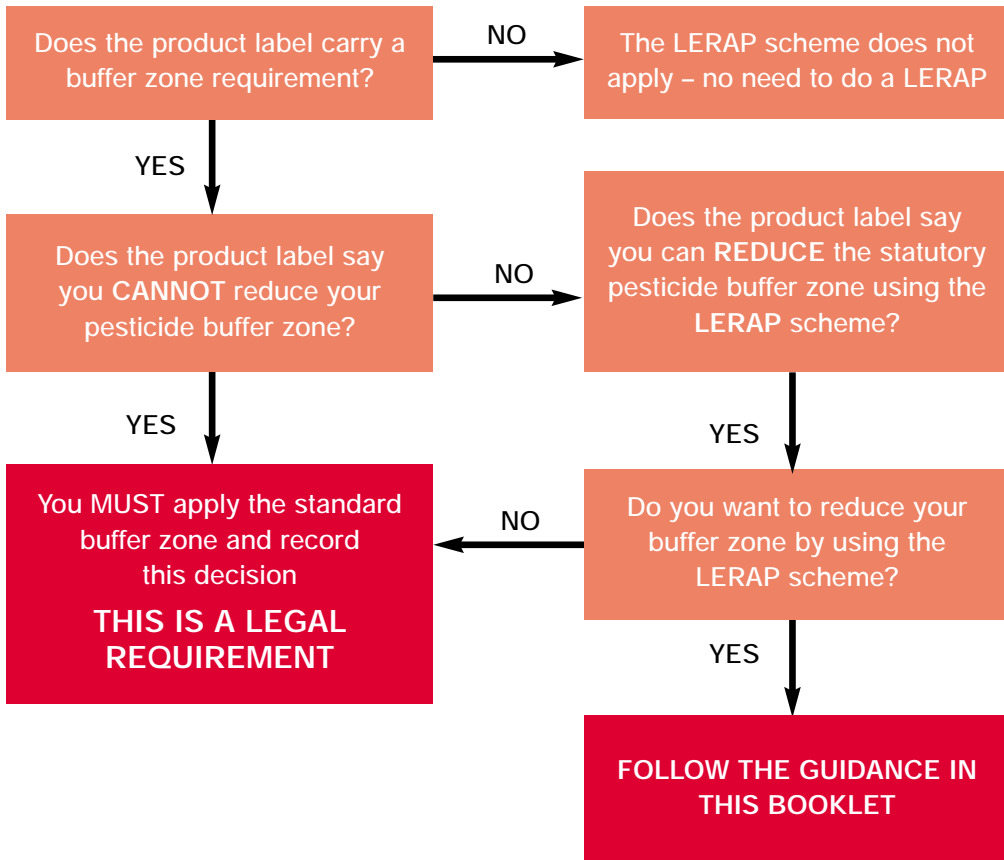 Does the product label carry a
buffer zone requirement?
NO
The LERAP scheme does not
apply – no need to do a LERAP
YES
Does the product label say
you CANNOT reduce your
pesticide buffer zone?
NO
Does the product label say
you can REDUCE the statutory
pesticide buffer zone using the
LERAP scheme?
YES
YES
You MUST apply the standard
buffer zone and record
this decision
THIS IS A LEGAL
REQUIREMENT
NO
Do you want to reduce your
buffer zone by using the
LERAP scheme?
YES
FOLLOW THE GUIDANCE IN
THIS BOOKLET